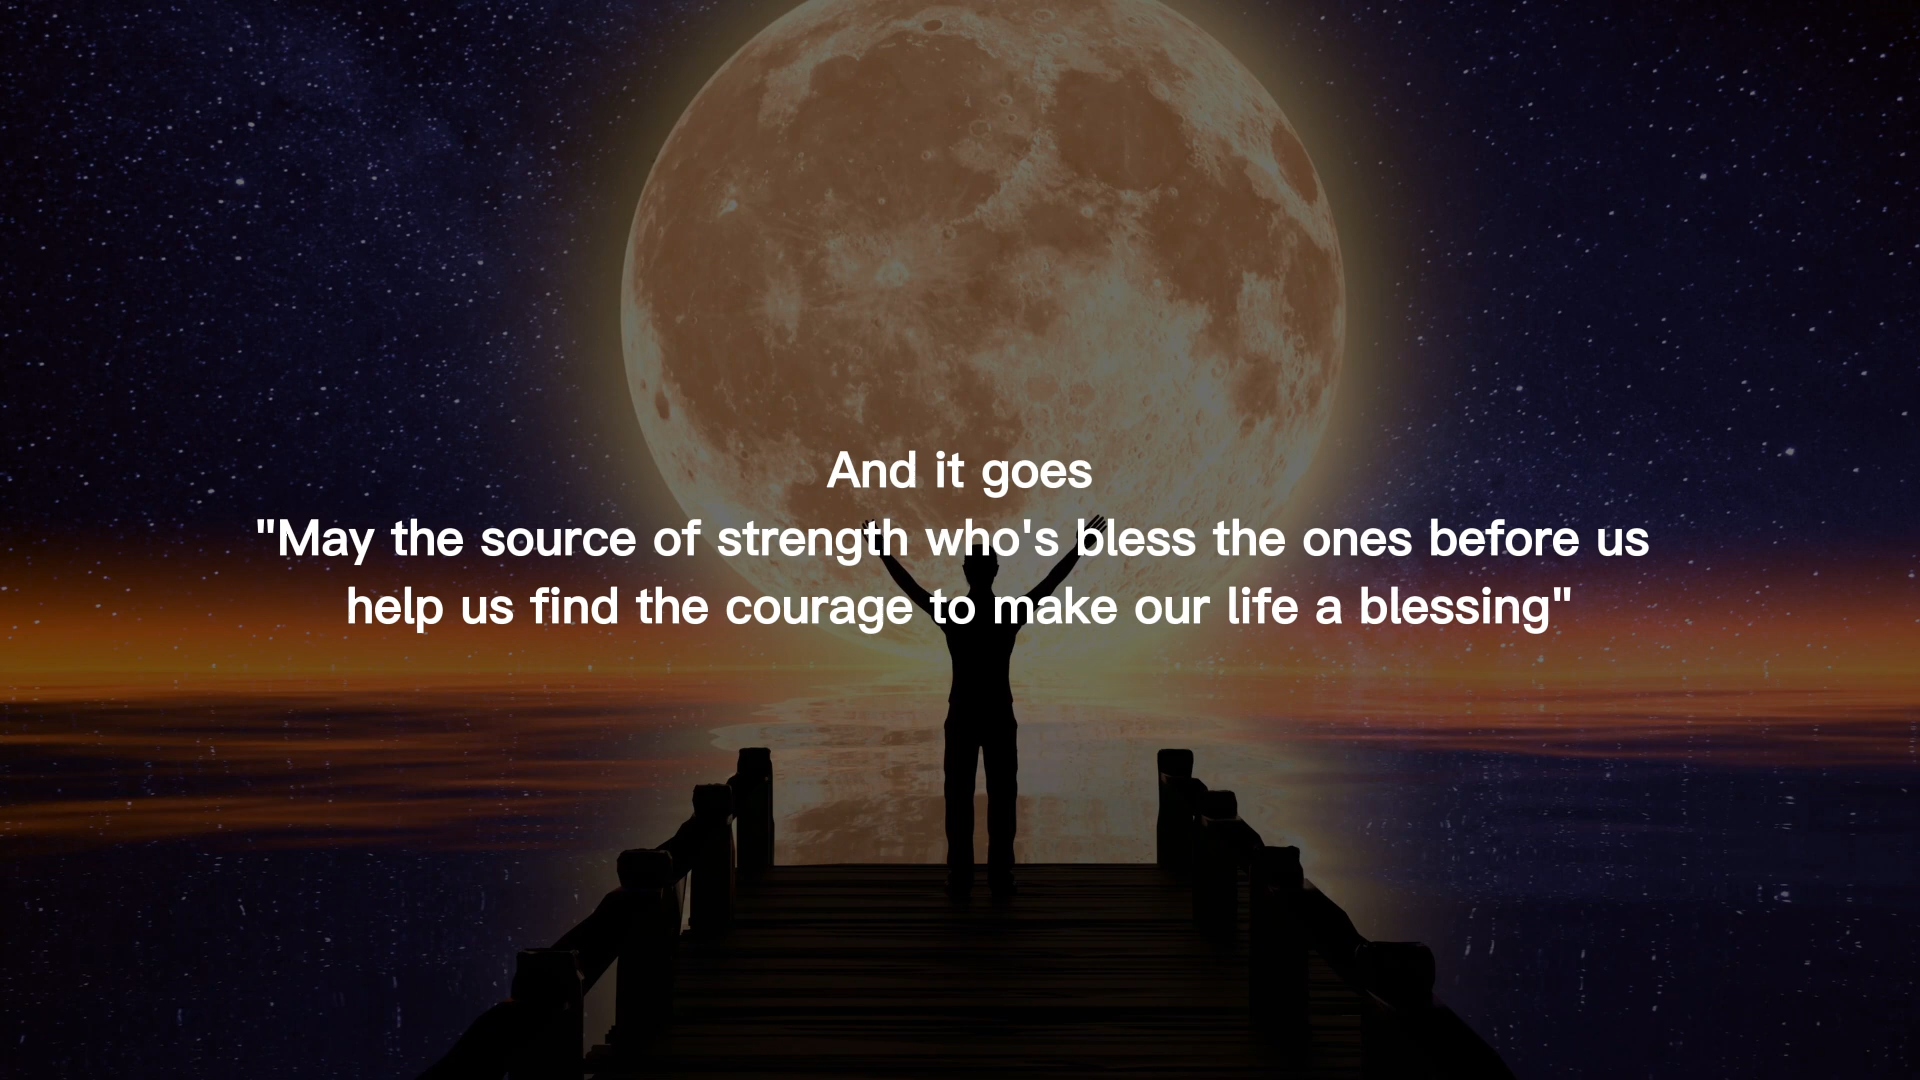 And it goes
"May the source of strength who's bless the ones before us
help us find the courage to make our life a blessing"